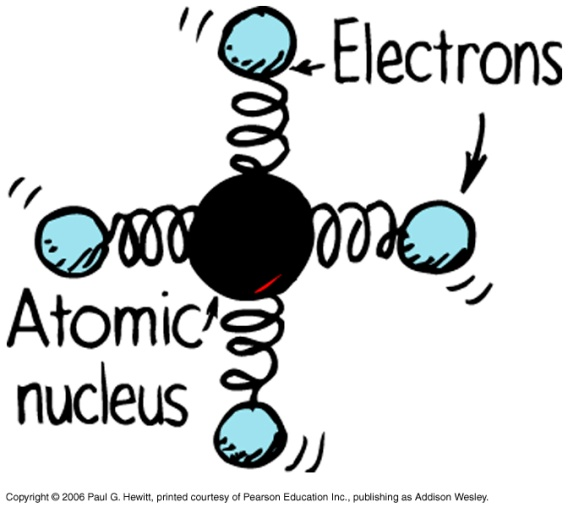 Electrons
Atomic
nucleus
Copyright © 2006 Paul G. Hewitt, printed courtesy of Pearson Education Inc., publishing as Addison Wesley.